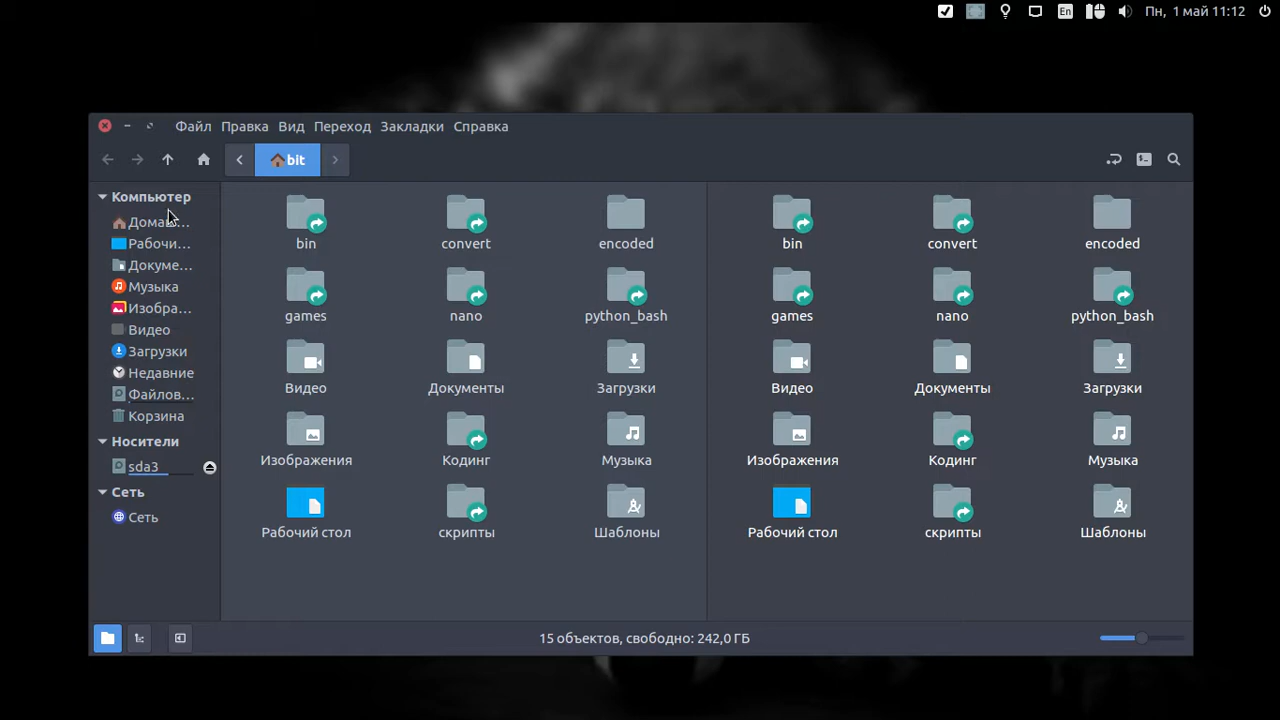 En
Пн, 1 май 11:12
Файл Правка Вид Переход Закладки Справка
bit
Компьютер
Домаш...
Рабочи...
Докуме...
Музыка
Изобра...
Видео
Загрузки
Недавние
Файлов...
Корзина
Носители
sda3
Сеть
Сеть
bin convert encoded
games nano python_bash
Видео Документы Загрузки
Изображения Кодинг Музыка
Рабочий стол скрипты Шаблоны
bin convert encoded
games nano python_bash
Видео Документы Загрузки
Изображения Кодинг Музыка
Рабочий стол скрипты Шаблоны
15 объектов, свободно: 242,0 ГБ